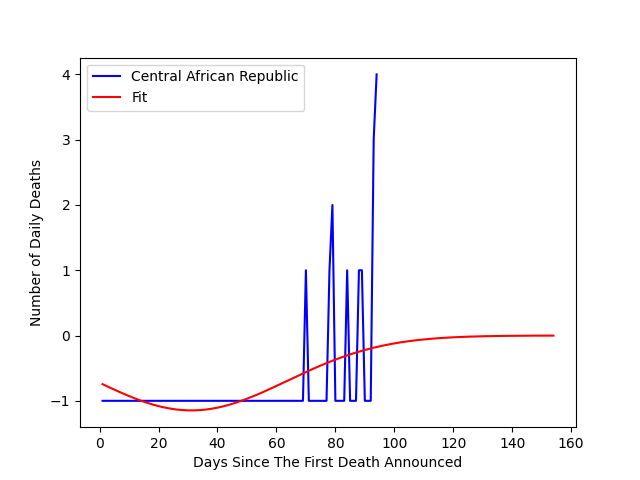 Central African Republic
Fit
Number of Daily Deaths
4
3
2
1
0
−1
0 20 40 60 80 100 120 140 160
Days Since The First Death Announced